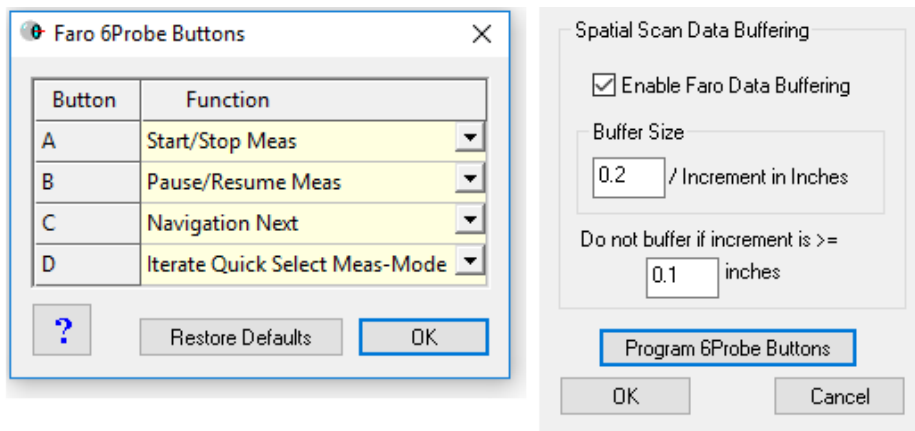 Faro 6Probe Buttons
Button Function
A Start/Stop Meas
B Pause/Resume Meas
C Navigation Next
D Iterate Quick Select Meas-Mode
? Restore Defaults OK
Spatial Scan Data Buffering
Enable Faro Data Buffering
Buffer Size
0.2 / Increment in Inches
Do not buffer if increment is >=
0.1 inches
Program 6Probe Buttons
OK Cancel